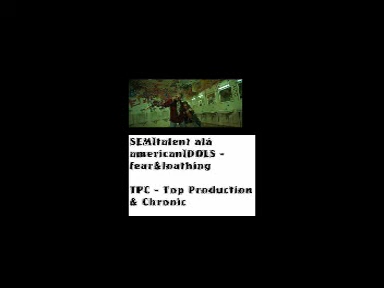 SEMItalent alá
americanIDOLS -
fear&loathing
TPC - Top Production
& Chronic